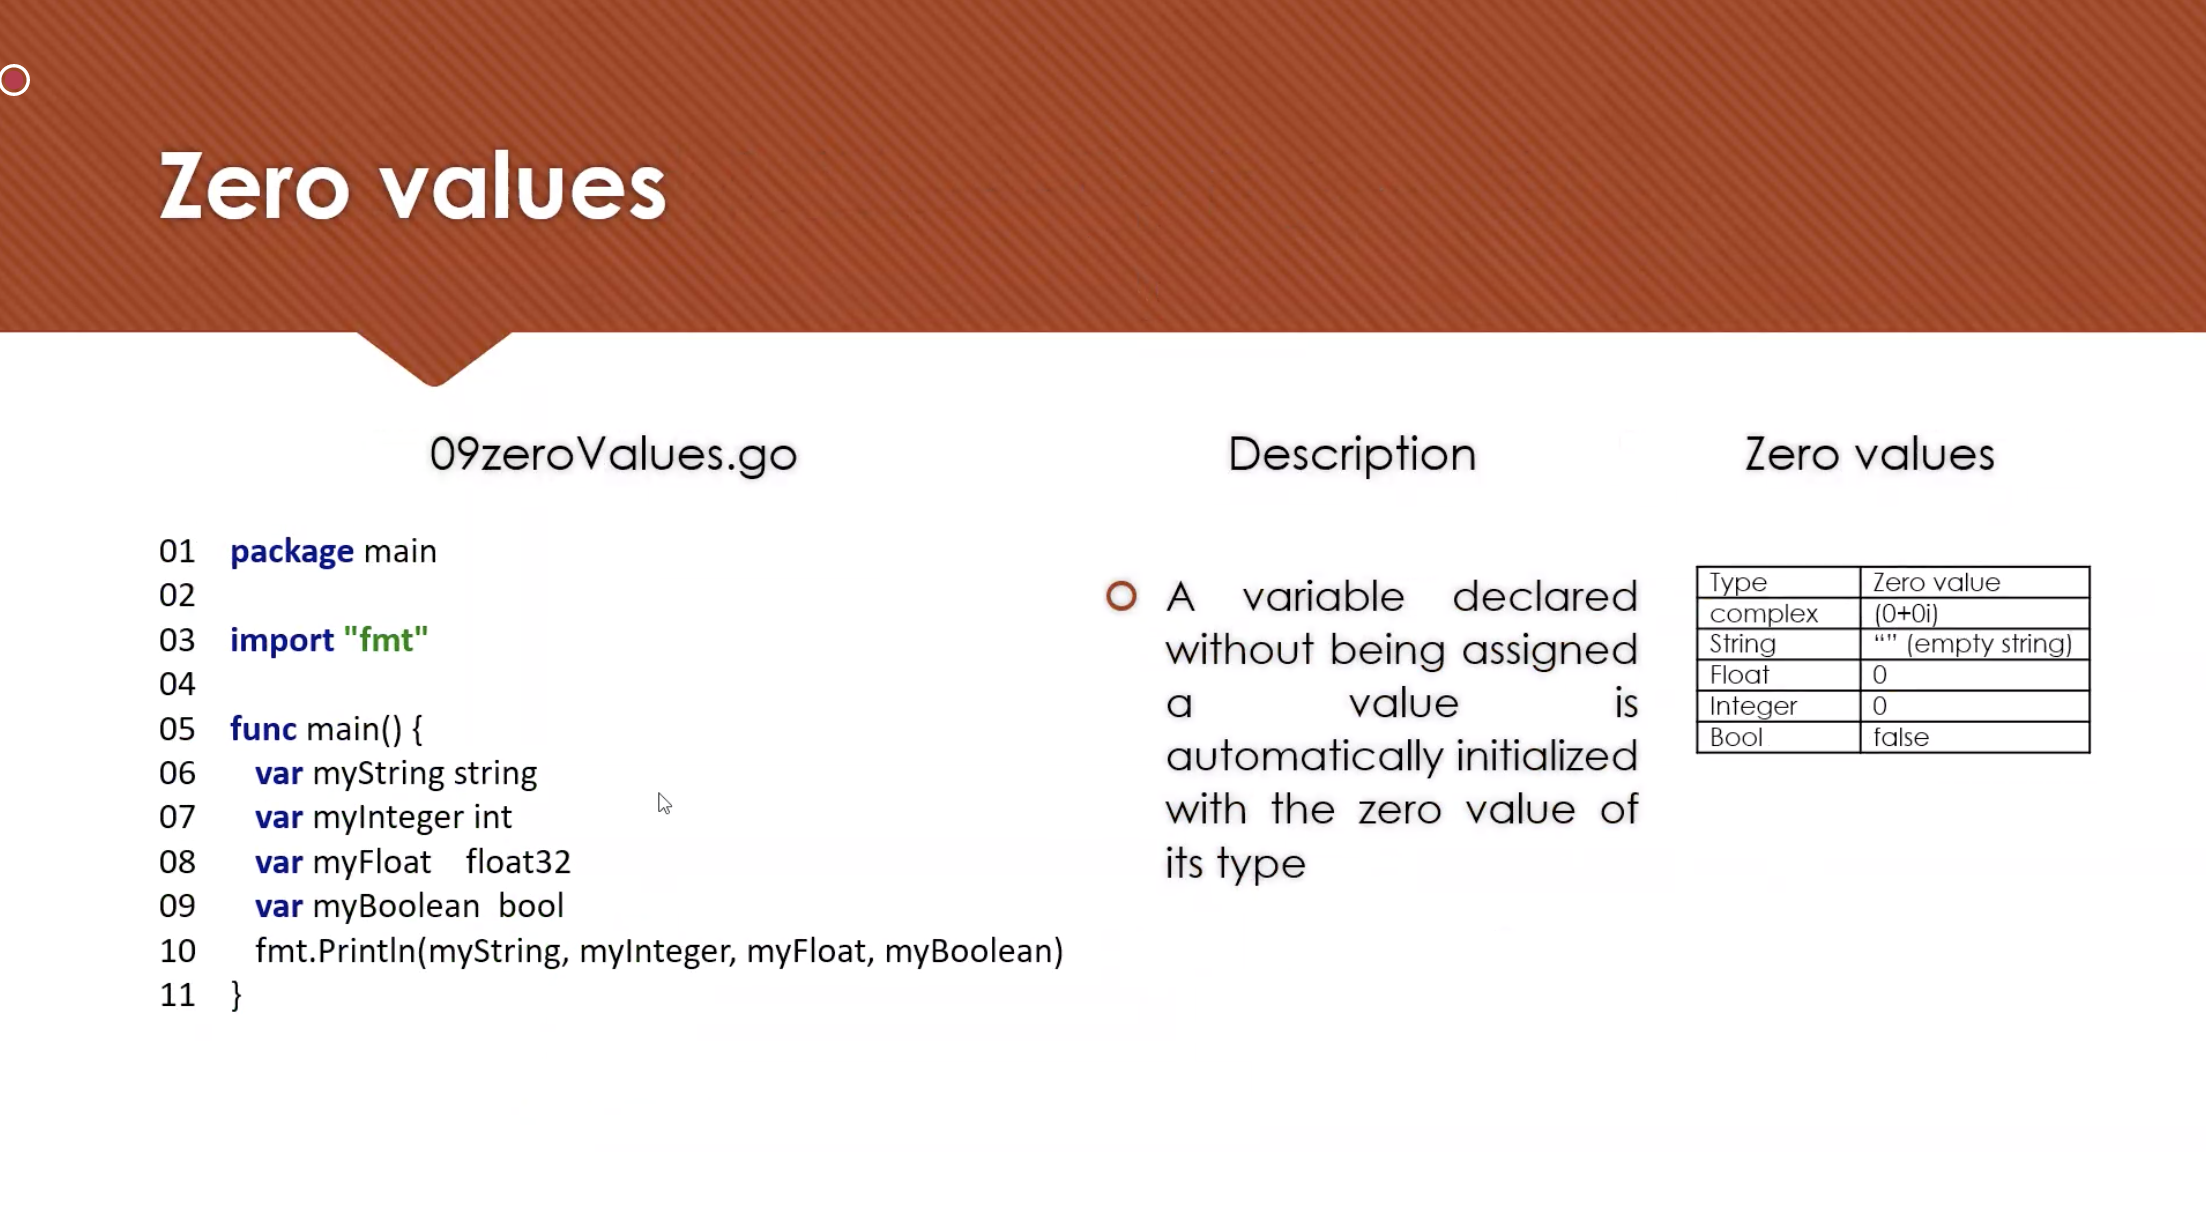 Zero values
09zeroValues.go
01 package main
02
03 import "fmt"
04
05 func main() {
06 var myString string
07 var myInteger int
08 var myFloat float32
09 var myBoolean bool
10 fmt.Println(myString, myInteger, myFloat, myBoolean)
11 }
Description
A variable declared
without being assigned
a value is
automatically initialized
with the zero value of
its type
Zero values
Type Zero value
complex (0+0i)
String “” (empty string)
Float 0
Integer 0
Bool false